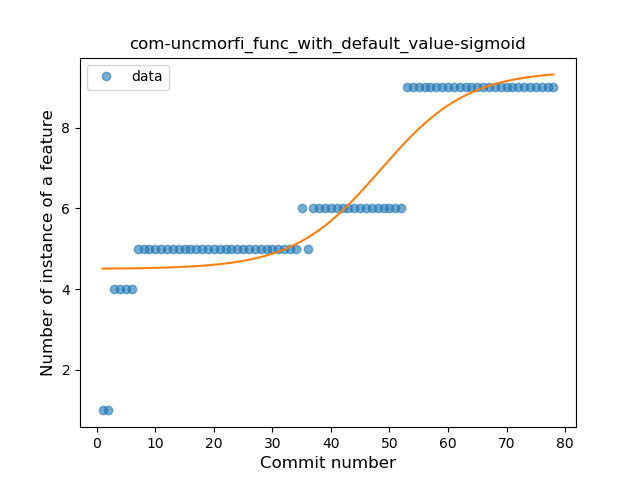 com-uncmorfi_func_with_default_value-sigmoid
data
Number of instance of a feature
8
6
4
2
0 10 20 30 40 50 60 70 80
Commit number